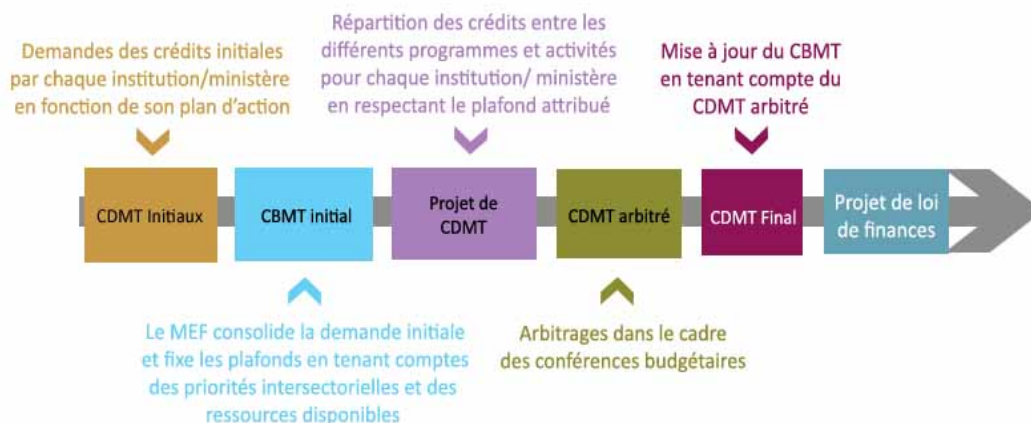 Demandes des crédits initiales
par chaque institution/ministère
en fonction de son plan d'action
Répartition des crédits entre les
différents programmes et activités
pour chaque institution/ ministère
en respectant le plafond attribué
Mise à jour du CBMT
en tenant compte du
CDMT arbitré
CDMT Initiaux
CBMT initial
Projet de
CDMT
CDMT arbitré
CDMT Final
Projet de loi
de finances
Le MEF consolide la demande initiale
et fixe les plafonds en tenant comptes
des priorités intersectorielles et des
ressources disponibles
Arbitrages dans le cadre
des conférences budgétaires